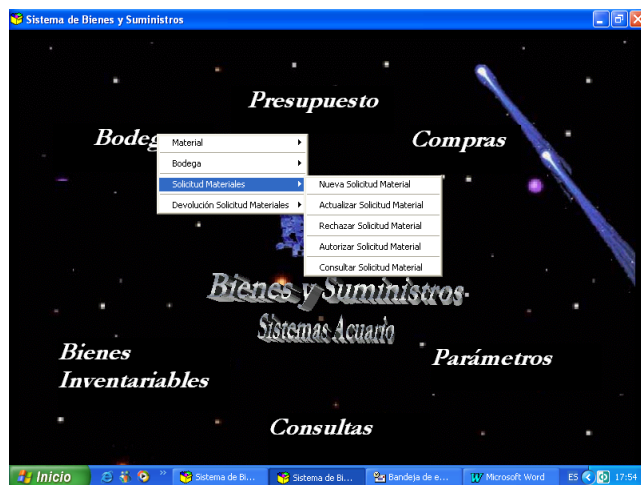 Sistema de Bienes y Suministros
Presupuesto
Bodeg
Compras
Material
Bodega
Solicitud Materiales
Devolución Solicitud Materiales
Nueva Solicitud Material
Actualizar Solicitud Material
Rechazar Solicitud Material
Autorizar Solicitud Material
Consultar Solicitud Material
Bienes y Suministros
Sistemas Acuario
Bienes
Inventariables
Parámetros
Consultas
Inicio
Sistema de Bi...
Sistema de Bi...
Bandeja de e...
Microsoft Word
ES
17:54